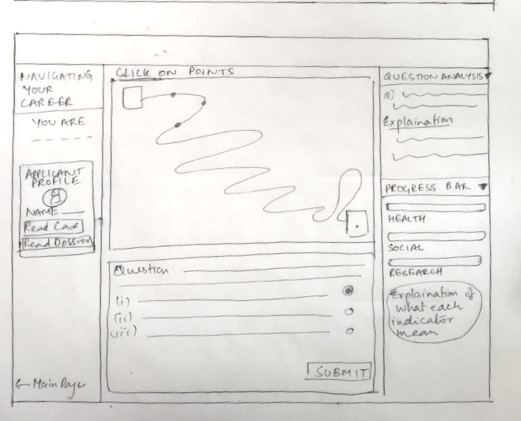 NAVIGATING
YOUR
CAREER
YOU ARE
APPLICANT
PROFILE
NAME
Read Case
Read Dossier
← Main Page
CLICK ON POINTS
Question:
(i)
(ii)
(iii)
SUBMIT
QUESTION ANALYSIS ▼
Q)
Explaination
PROGRESS BAR ▼
HEALTH
SOCIAL
RESEARCH
Explaination of
what each
indicator
mean